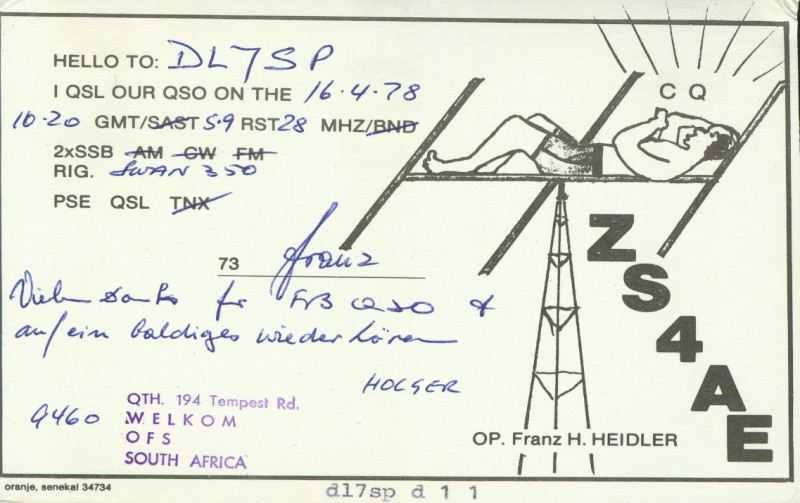 HELLO TO: DL7SP
I QSL OUR QSO ON THE 16.4.78
10.20 GMT/SAST 59 RST 28 MHZ/BND
2xSSB AM CW FM
RIG. SWAN 350
PSE QSL TNX
73 Franz
Vielen Dank für FB QSO &
auf ein baldiges wiederhören
HOLGER
9460
QTH. 194 Tempest Rd.
WELKOM
OFS
SOUTH AFRICA
CQ
ZS4AE
OP. Franz H. HEIDLER
oranje, senekal 34734
dl7sp d 1 1